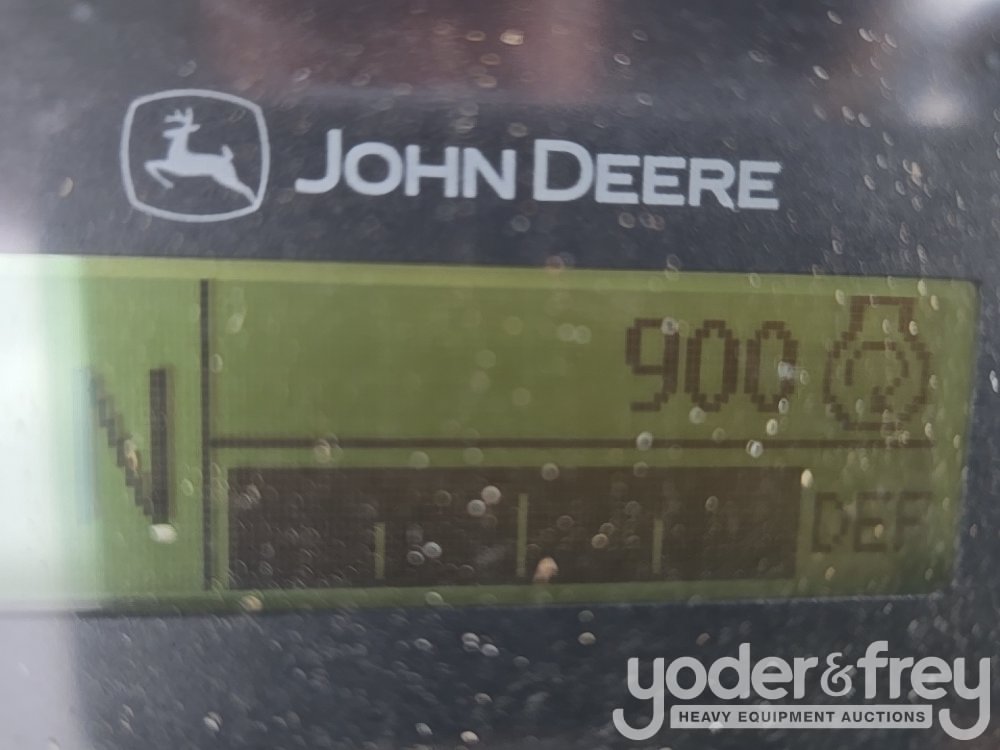 JOHN DEERE
900
N
DEF
yoder&frey
HEAVY EQUIPMENT AUCTIONS